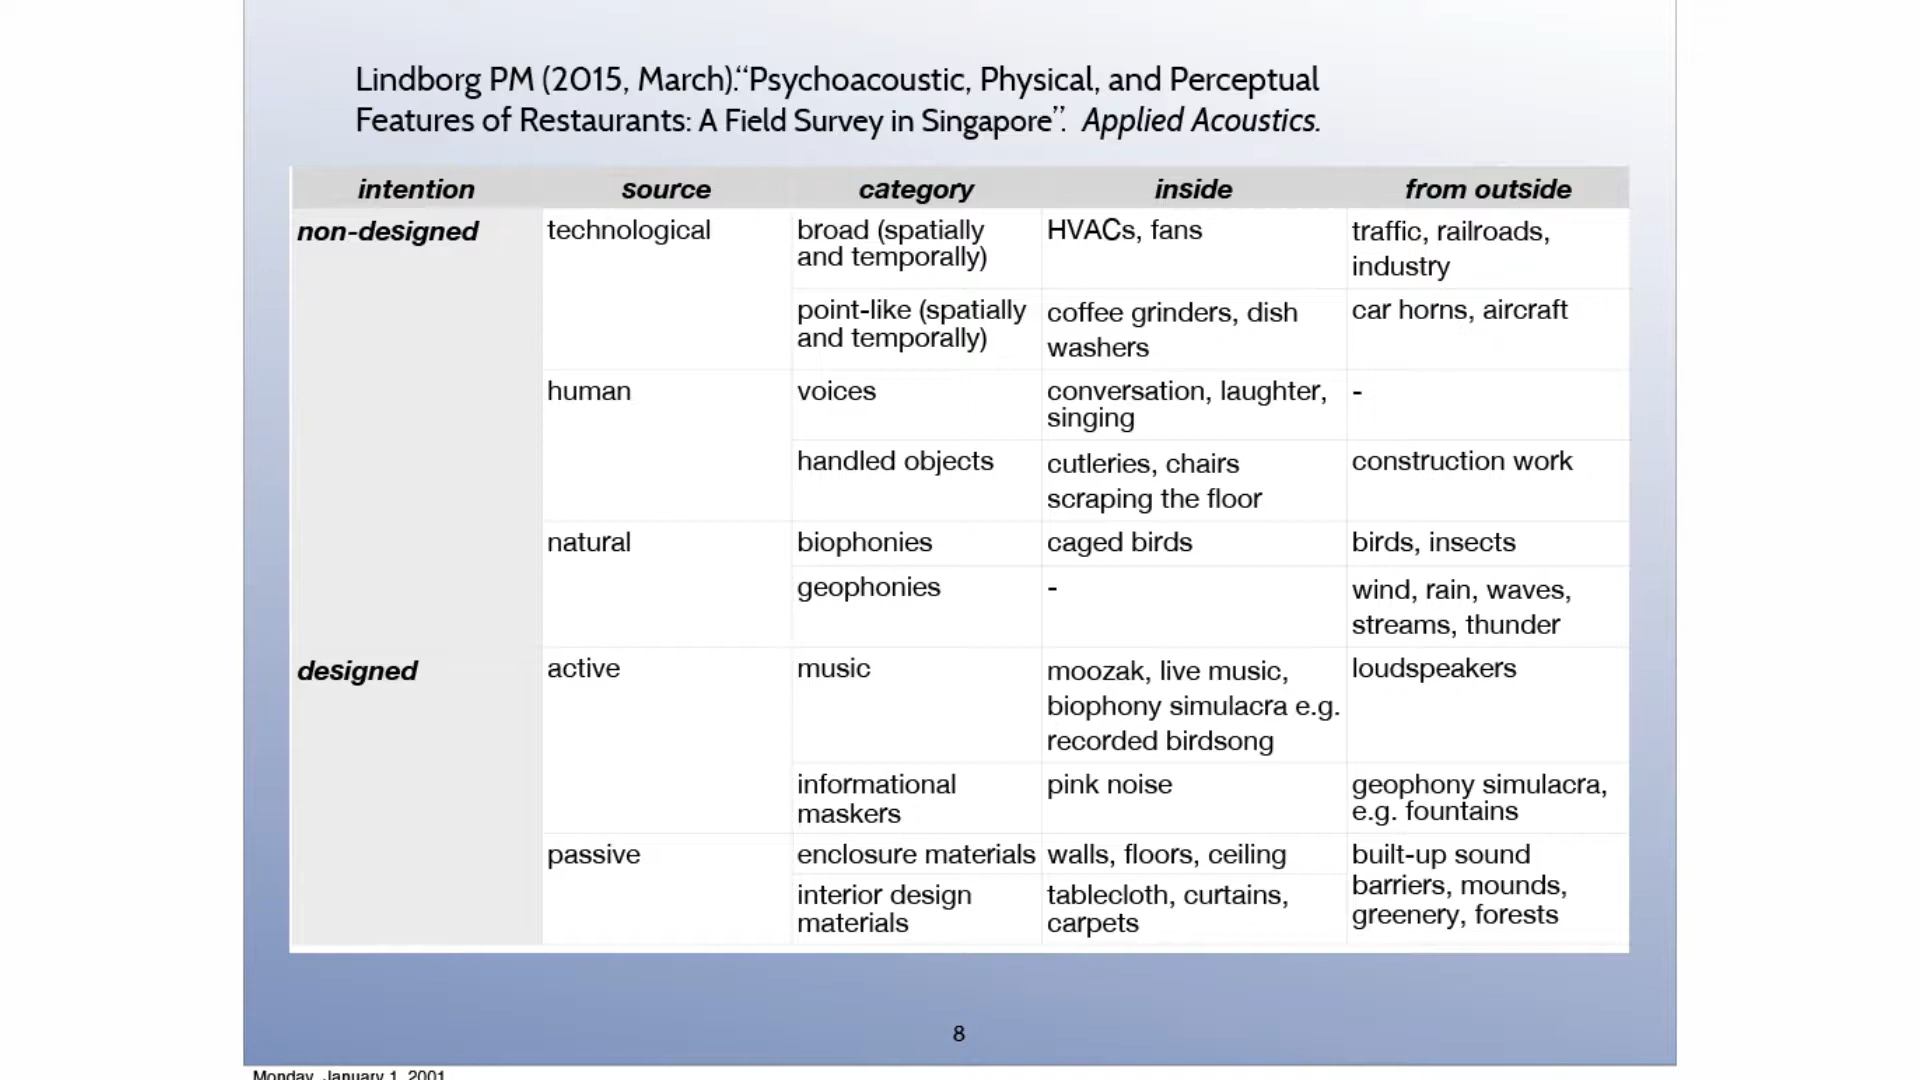 Lindborg PM (2015, March).“Psychoacoustic, Physical, and Perceptual
Features of Restaurants: A Field Survey in Singapore”. Applied Acoustics.
intention source category inside from outside
non-designed technological broad (spatially and temporally) HVACs, fans traffic, railroads, industry
point-like (spatially and temporally) coffee grinders, dish washers car horns, aircraft
human voices conversation, laughter, singing -
handled objects cutleries, chairs scraping the floor construction work
natural biophonies caged birds birds, insects
geophonies - wind, rain, waves, streams, thunder
designed active music moozak, live music, biophony simulacra e.g. recorded birdsong loudspeakers
informational maskers pink noise geophony simulacra, e.g. fountains
passive enclosure materials walls, floors, ceiling built-up sound barriers, mounds, greenery, forests
interior design materials tablecloth, curtains, carpets
8
Monday, January 1, 2001